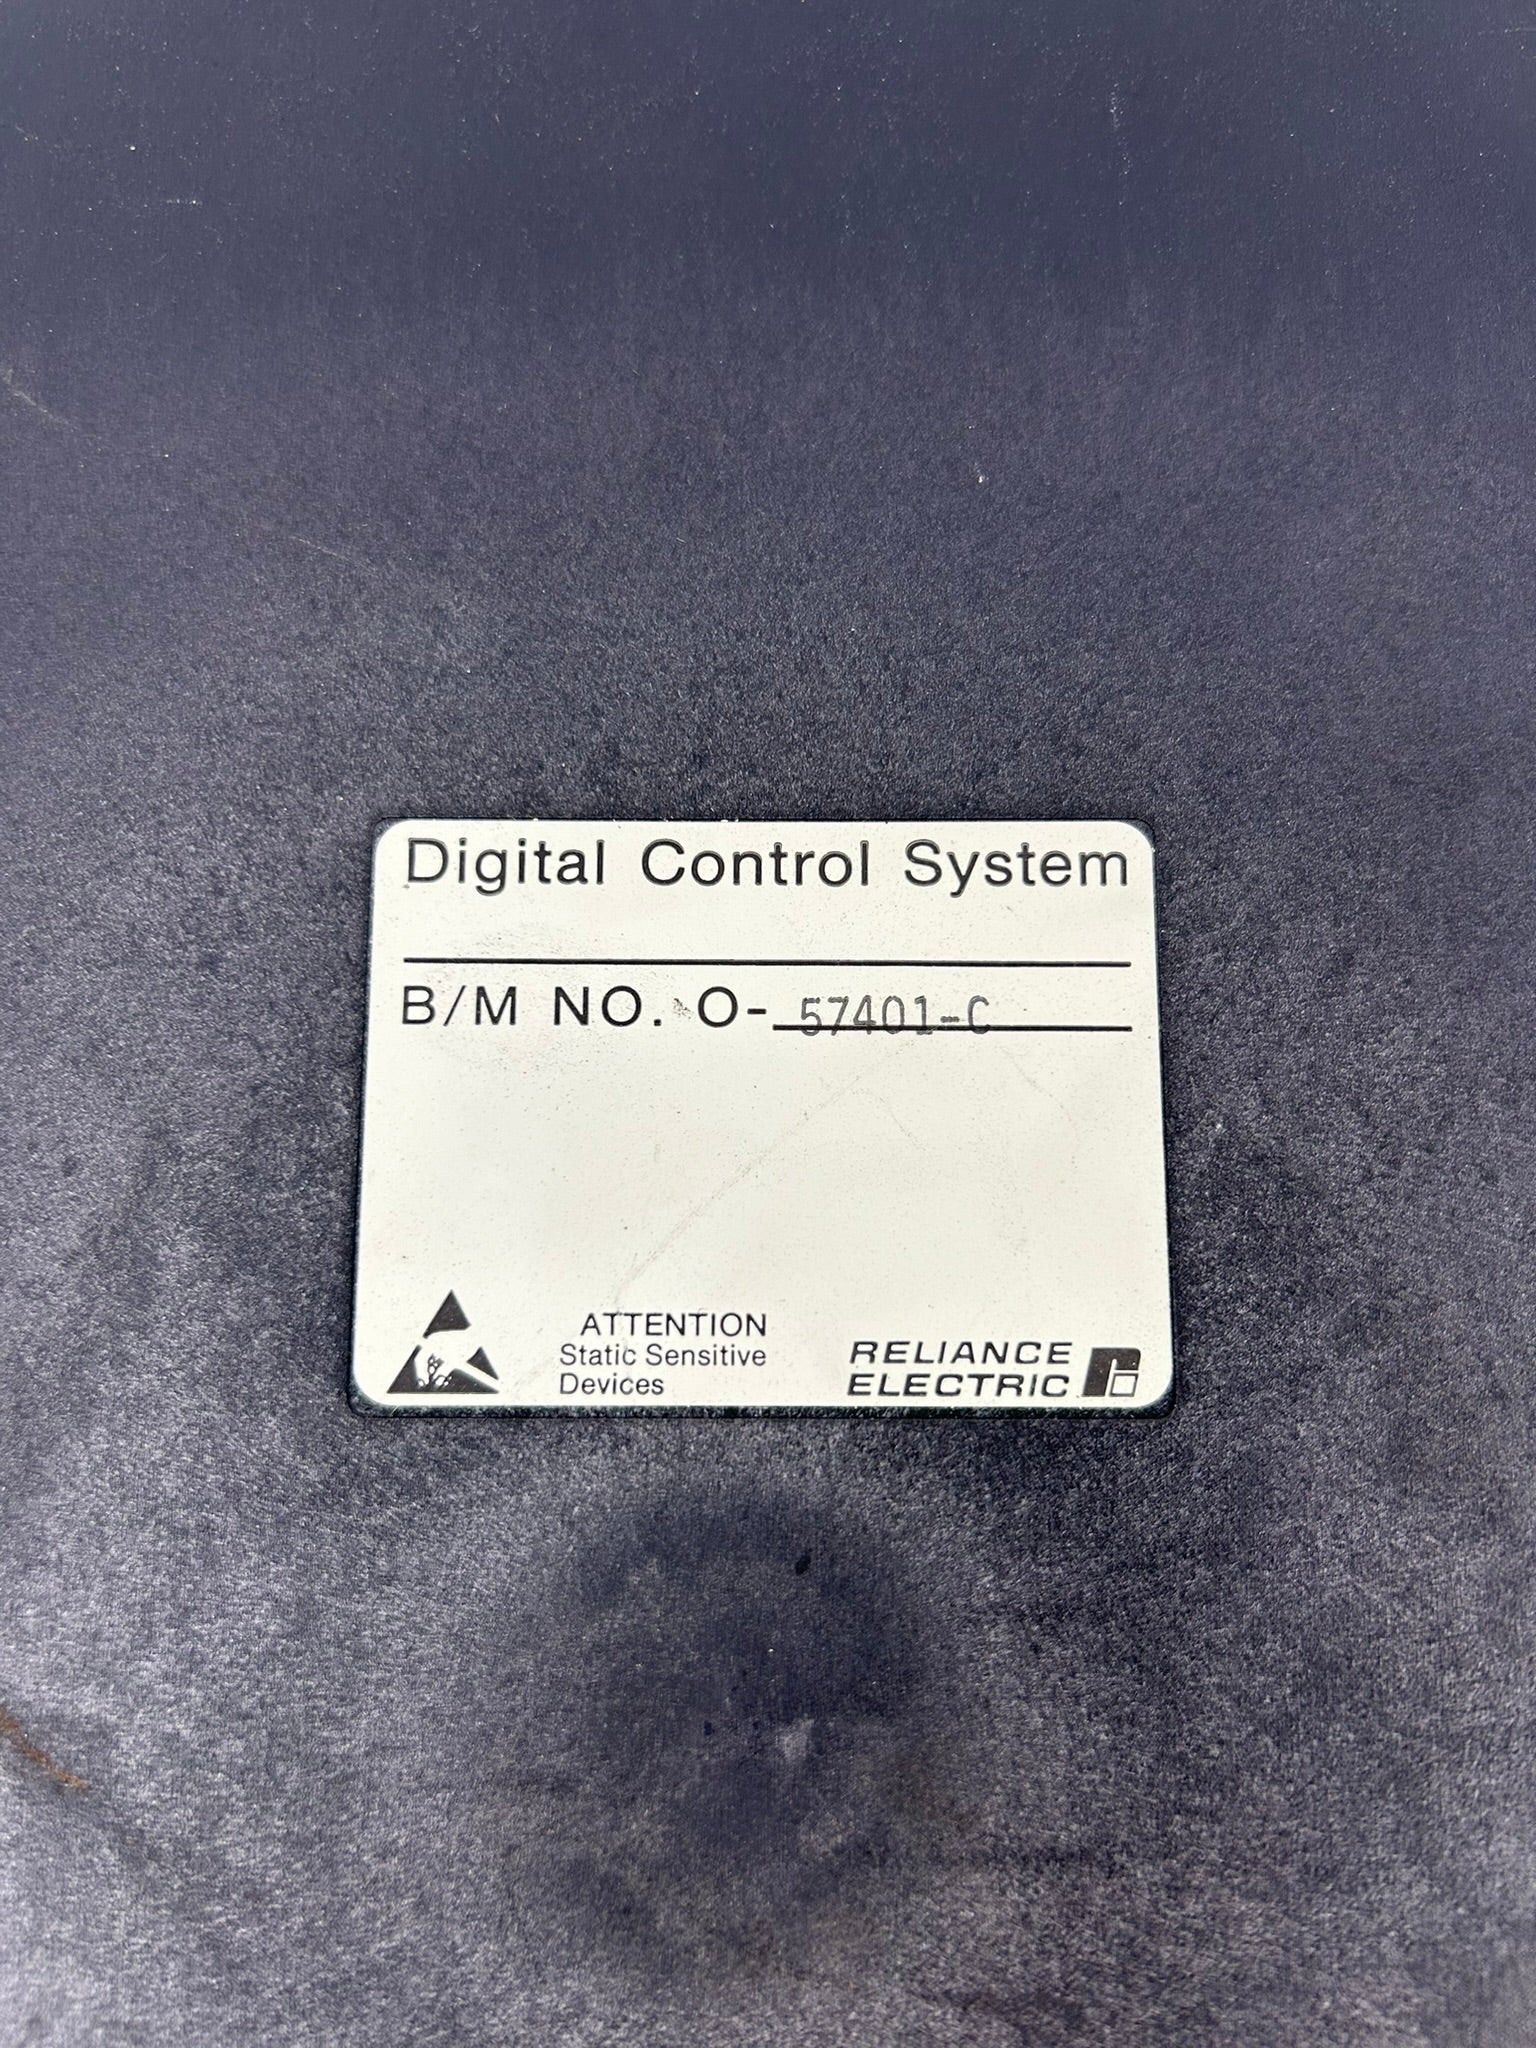 Digital Control System
B/M NO. O- 57401-C
ATTENTION
Static Sensitive
Devices
RELIANCE
ELECTRIC